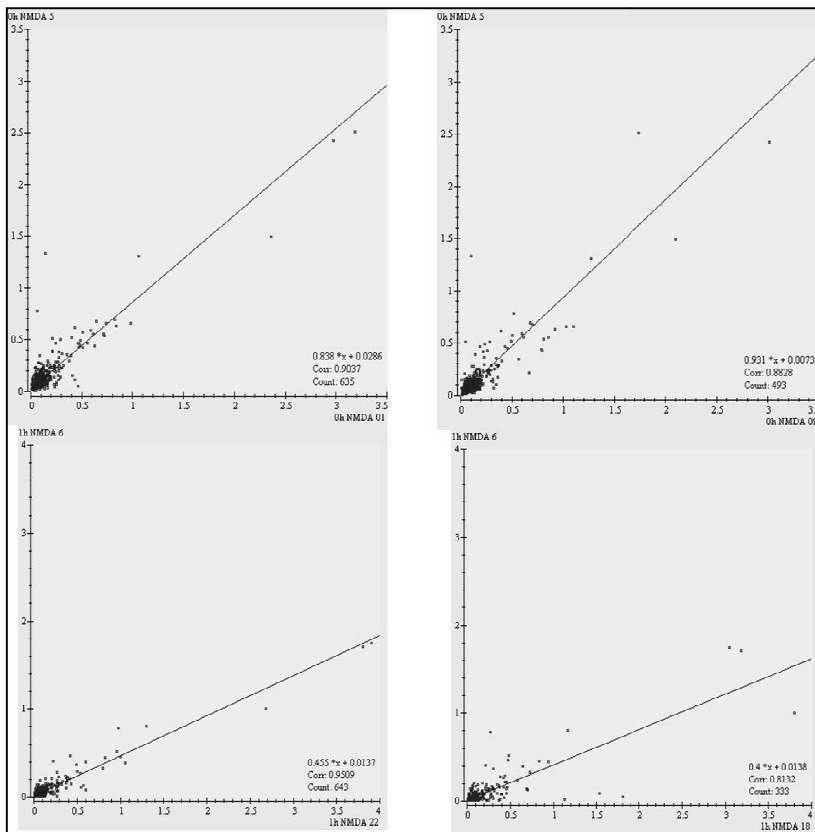 0h NMDA 5
3.5
3
2.5
2
1.5
1
0.5
0
0 0.5 1 1.5 2 2.5 3 3.5
0.838 *x + 0.0286
Corr: 0.9037
Count: 635
0h NMDA 01
0h NMDA 5
3.5
3
2.5
2
1.5
1
0.5
0
0 0.5 1 1.5 2 2.5 3 3.5
0.931 *x + 0.0073
Corr: 0.8828
Count: 493
0h NMDA 09
1h NMDA 6
4
3
2
1
0
0 0.5 1 1.5 2 2.5 3 3.5 4
0.455 *x + 0.0137
Corr: 0.9509
Count: 643
1h NMDA 22
1h NMDA 6
4
3
2
1
0
0 0.5 1 1.5 2 2.5 3 3.5 4
0.4 *x + 0.0138
Corr: 0.8132
Count: 333
1h NMDA 18